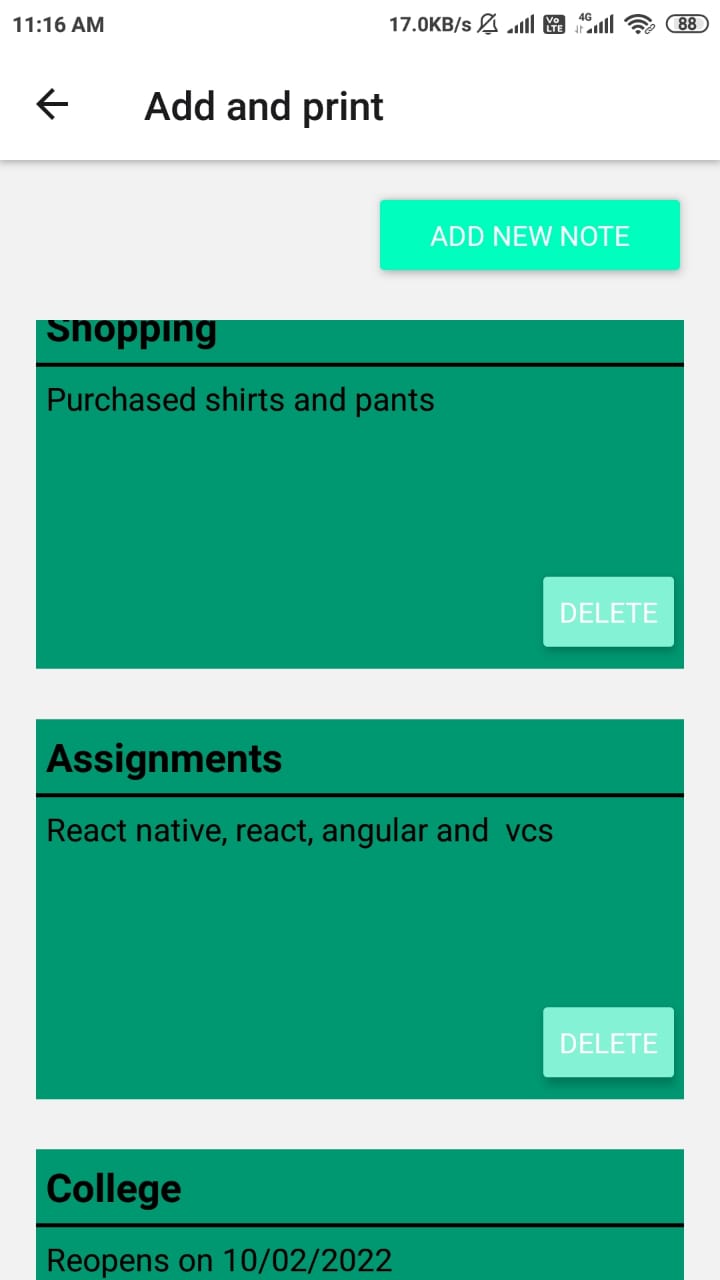 11:16 AM 17.0KB/s Vo LTE 4G 88
Add and print
ADD NEW NOTE
Shopping
Purchased shirts and pants
DELETE
Assignments
React native, react, angular and  vcs
DELETE
College
Reopens on 10/02/2022